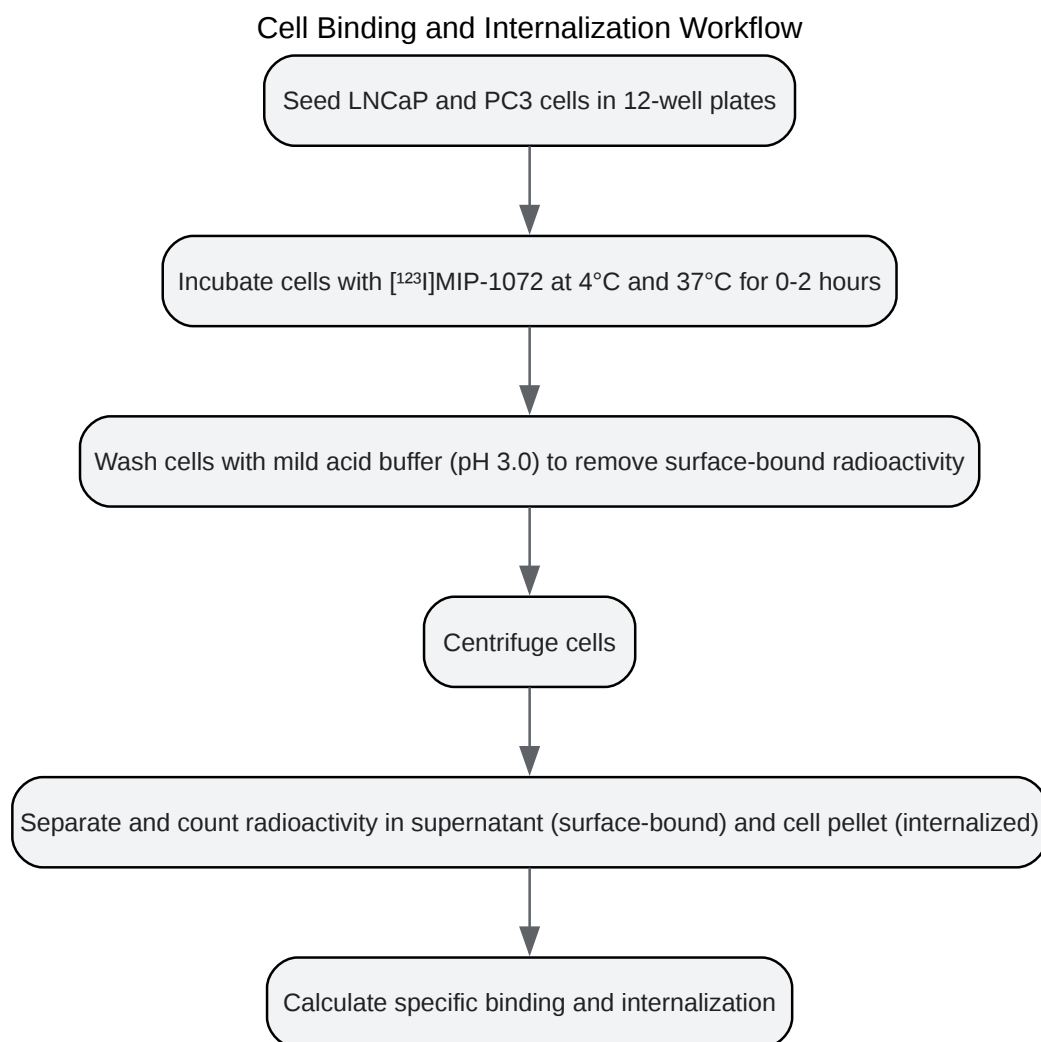 Cell Binding and Internalization Workflow
Seed LNCaP and PC3 cells in 12-well plates
Incubate cells with [¹²³I]MIP-1072 at 4°C and 37°C for 0-2 hours
Wash cells with mild acid buffer (pH 3.0) to remove surface-bound radioactivity
Centrifuge cells
Separate and count radioactivity in supernatant (surface-bound) and cell pellet (internalized)
Calculate specific binding and internalization